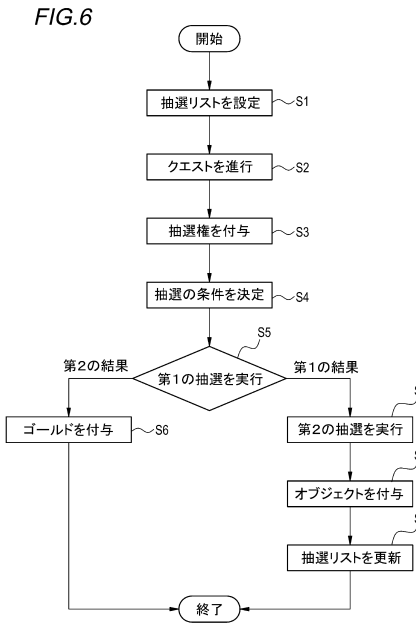 FIG.6
開始
抽選リストを設定
S1
クエストを進行
S2
抽選権を付与
S3
抽選の条件を決定
S4
S5
第1の抽選を実行
第2の結果
第1の結果
ゴールドを付与
S6
第2の抽選を実行
S
オブジェクトを付与
S
抽選リストを更新
S
終了